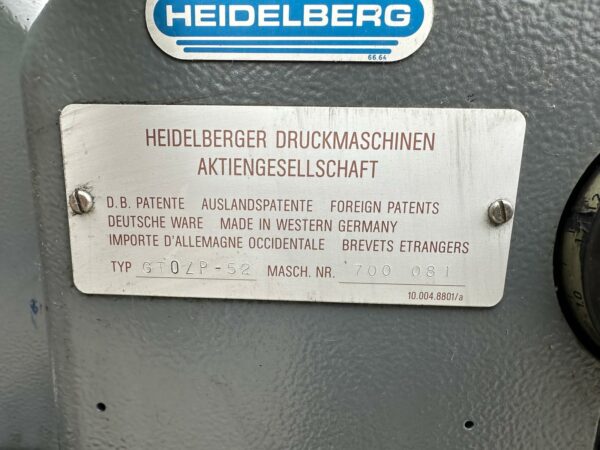 HEIDELBERG
66.64
HEIDELBERGER DRUCKMASCHINEN
AKTIENGESELLSCHAFT
D.B. PATENTE AUSLANDSPATENTE FOREIGN PATENTS
DEUTSCHE WARE MADE IN WESTERN GERMANY
IMPORTE D'ALLEMAGNE OCCIDENTALE BREVETS ETRANGERS
TYP GTOZP-52 MASCH. NR. 700 081
10.004.8801/a